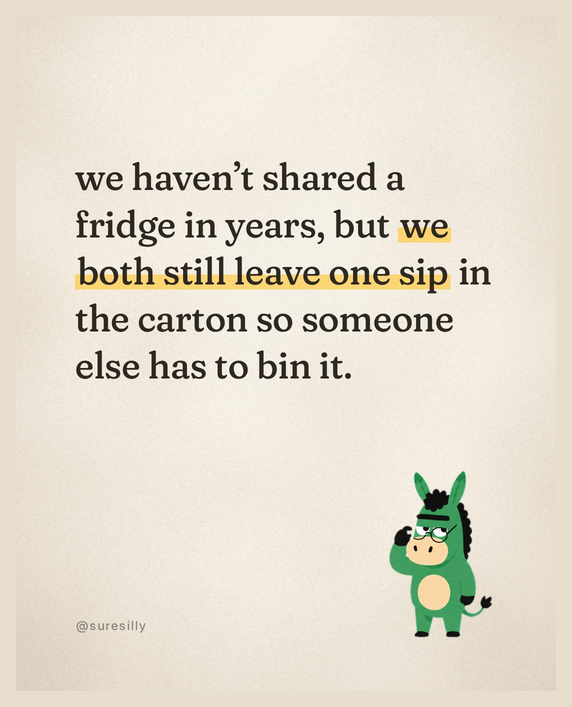 we haven’t shared a
fridge in years, but we
both still leave one sip in
the carton so someone
else has to bin it.
@suresilly